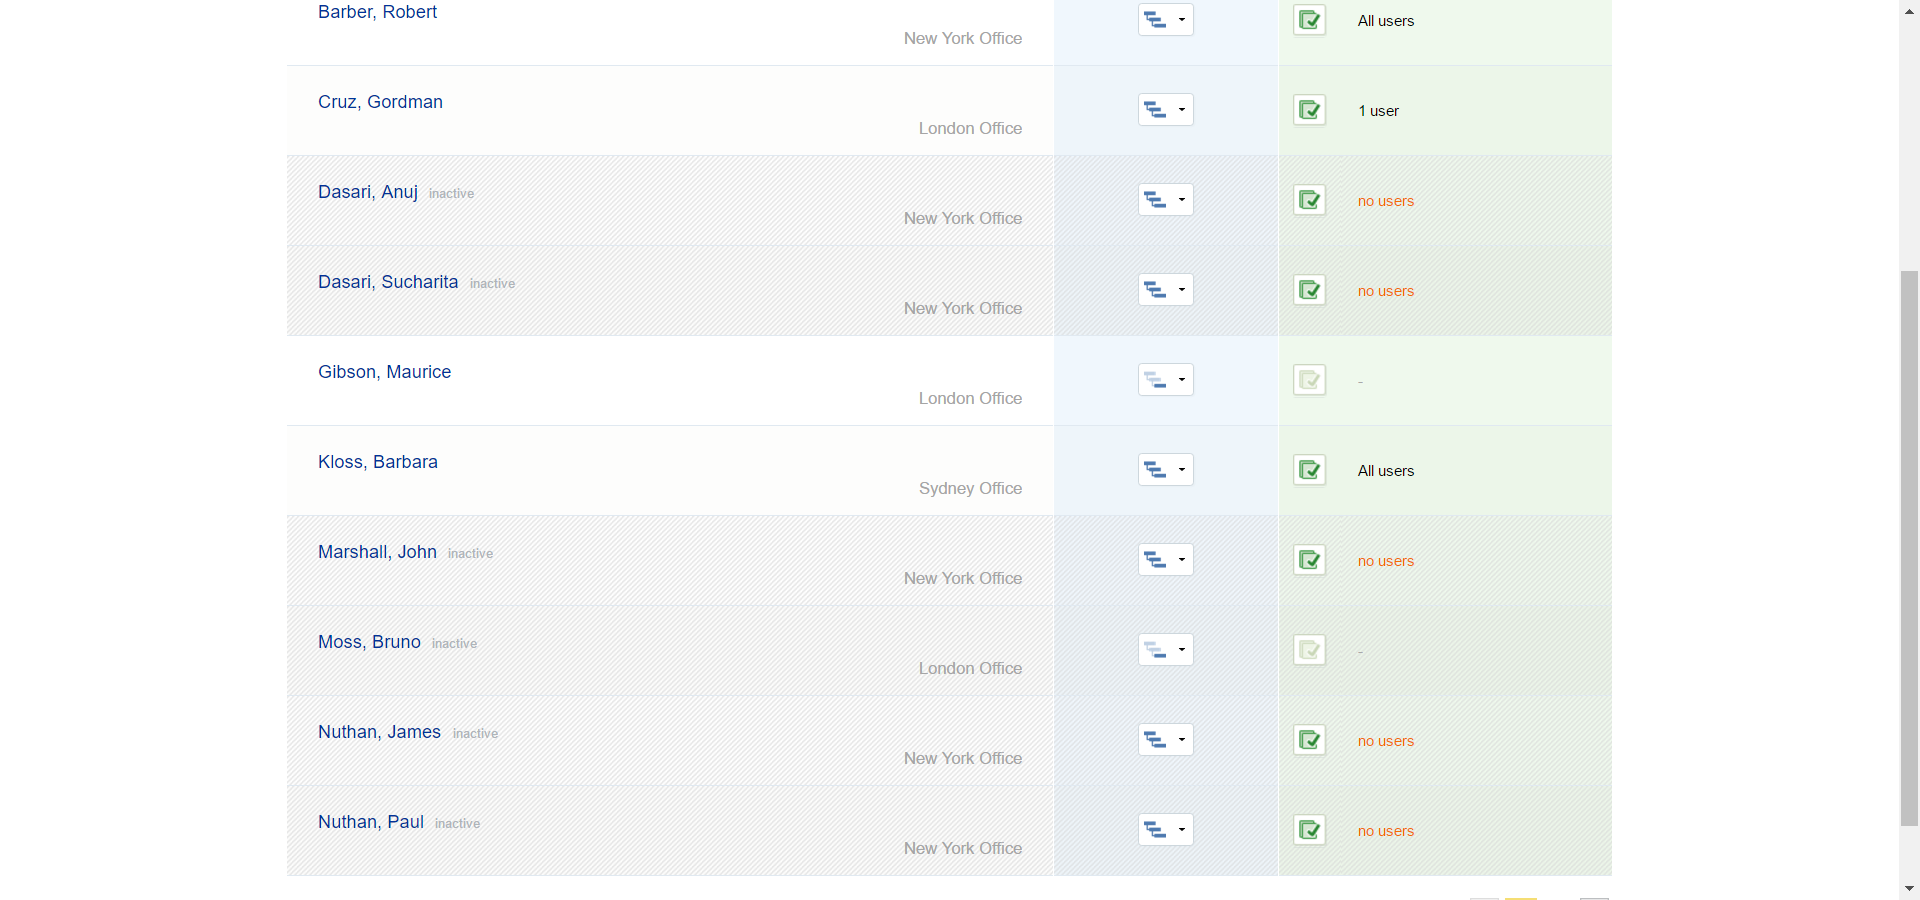 Barber, Robert
All users
New York Office
Cruz, Gordman
1 user
London Office
Dasari, Anuj inactive
no users
New York Office
Dasari, Sucharita inactive
no users
New York Office
Gibson, Maurice
-
London Office
Kloss, Barbara
All users
Sydney Office
Marshall, John inactive
no users
New York Office
Moss, Bruno inactive
-
London Office
Nuthan, James inactive
no users
New York Office
Nuthan, Paul inactive
no users
New York Office